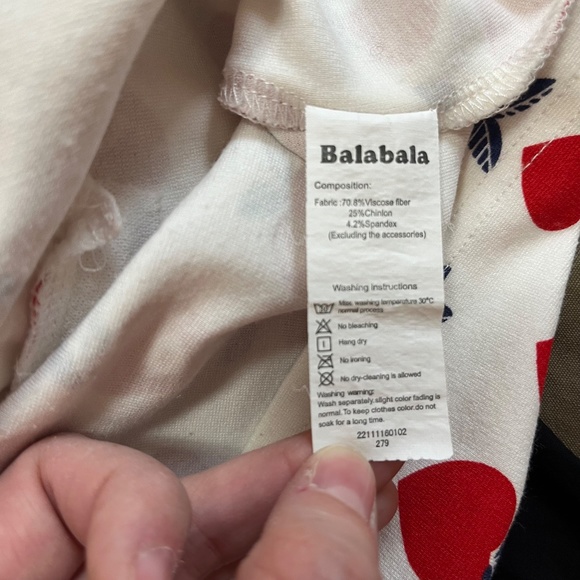 Balabala
Composition:
Fabric :70.8%Viscose fiber
25%Chinlon
4.2%Spandex
(Excluding the accessories)
Washing instructions
Max. washing temperature 30°C
normal process
No bleaching
Hang dry
No ironing
No dry-cleaning is allowed
Washing warning:
Wash separately.slight color fading is
normal.To keep clothes color.do not
soak for a long time.
22111160102
279